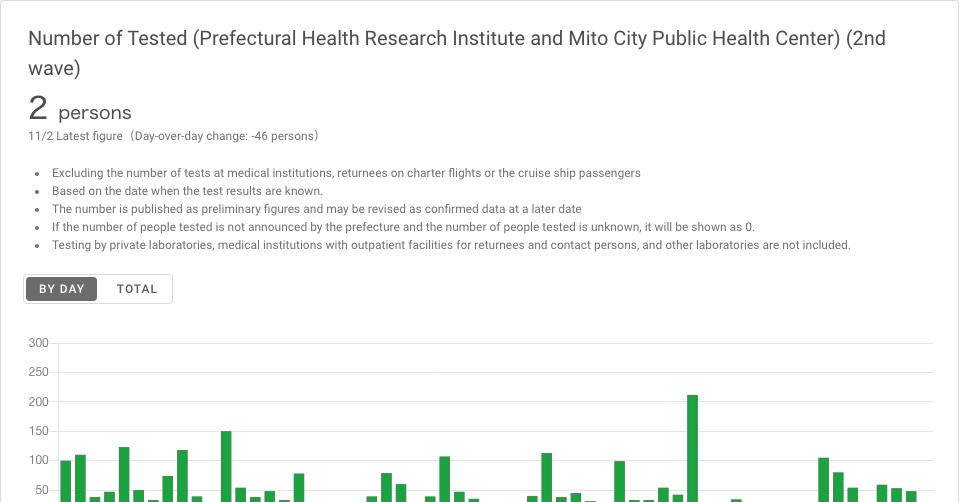 Number of Tested (Prefectural Health Research Institute and Mito City Public Health Center) (2nd
wave)
2 persons
11/2 Latest figure（Day-over-day change: -46 persons）
Excluding the number of tests at medical institutions, returnees on charter flights or the cruise ship passengers
Based on the date when the test results are known.
The number is published as preliminary figures and may be revised as confirmed data at a later date
If the number of people tested is not announced by the prefecture and the number of people tested is unknown, it will be shown as 0.
Testing by private laboratories, medical institutions with outpatient facilities for returnees and contact persons, and other laboratories are not included.
BY DAY TOTAL
300
250
200
150
100
50